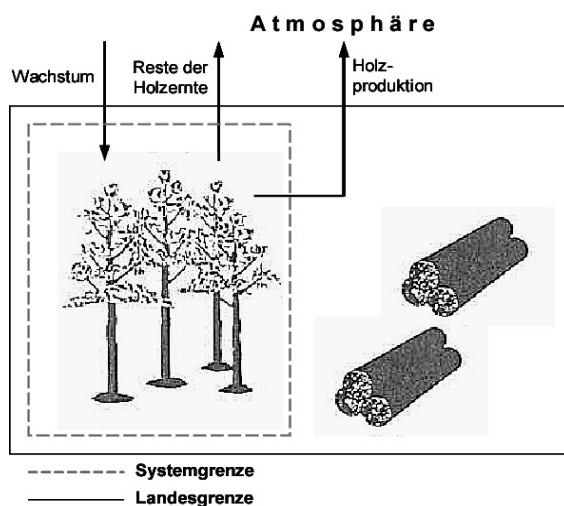 Atmosphäre
Wachstum
Reste der
Holzernte
Holz-
produktion
Systemgrenze
Landesgrenze